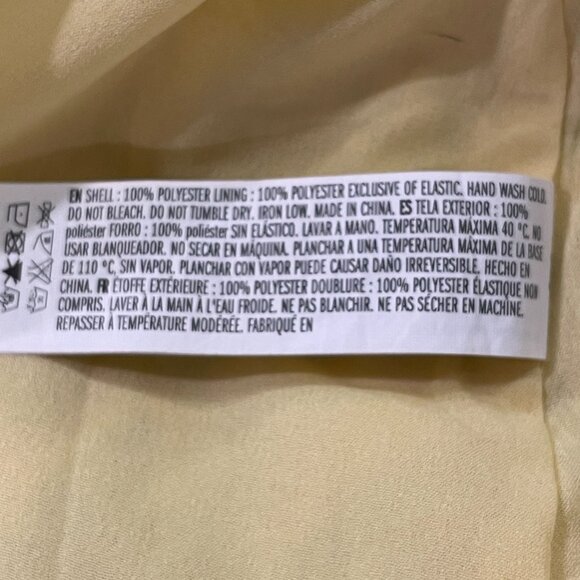 EN SHELL : 100% POLYESTER LINING : 100% POLYESTER EXCLUSIVE OF ELASTIC. HAND WASH COLD.
DO NOT BLEACH. DO NOT TUMBLE DRY. IRON LOW. MADE IN CHINA. ES TELA EXTERIOR : 100%
poliéster FORRO : 100% poliéster SIN ELÁSTICO. LAVAR A MANO. TEMPERATURA MÁXIMA 40 °C. NO
USAR BLANQUEADOR. NO SECAR EN MÁQUINA. PLANCHAR A UNA TEMPERATURA MÁXIMA DE LA BASE
DE 110 °C, SIN VAPOR. PLANCHAR CON VAPOR PUEDE CAUSAR DAÑO IRREVERSIBLE. HECHO EN
CHINA. FR ÉTOFFE EXTÉRIEURE : 100% POLYESTER DOUBLURE : 100% POLYESTER ÉLASTIQUE NON
COMPRIS. LAVER À LA MAIN À L'EAU FROIDE. NE PAS BLANCHIR. NE PAS SÉCHER EN MACHINE.
REPASSER À TEMPÉRATURE MODÉRÉE. FABRIQUÉ EN